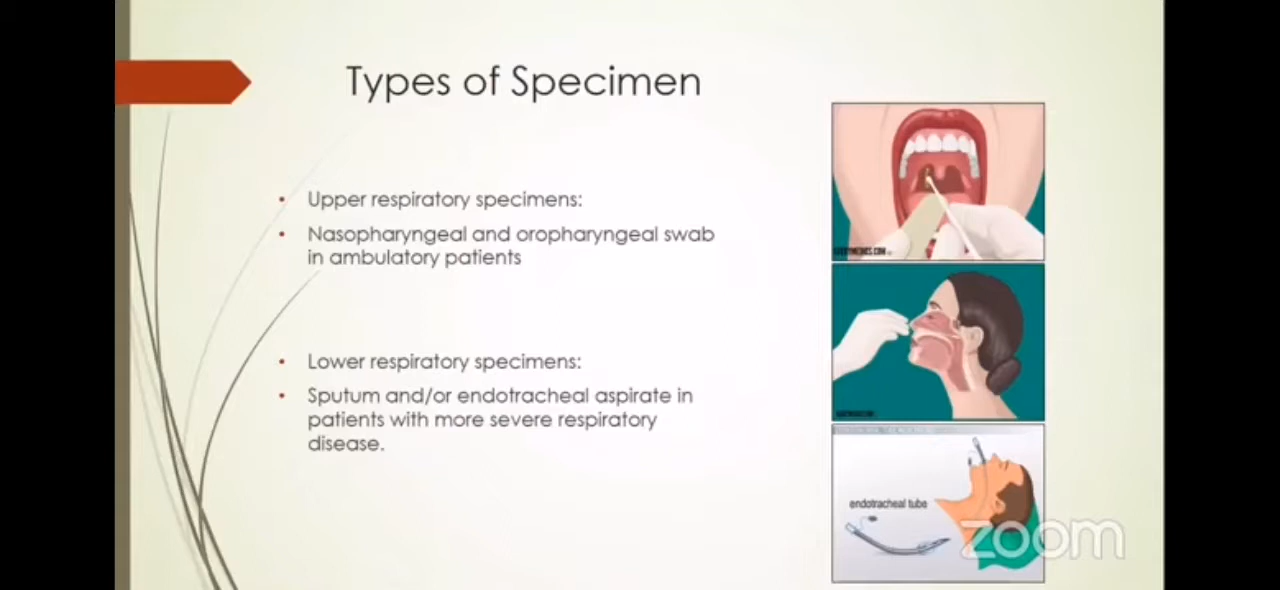 Types of Specimen
• Upper respiratory specimens:
• Nasopharyngeal and oropharyngeal swab
in ambulatory patients
• Lower respiratory specimens:
• Sputum and/or endotracheal aspirate in
patients with more severe respiratory
disease.
endotracheal tube
zoom